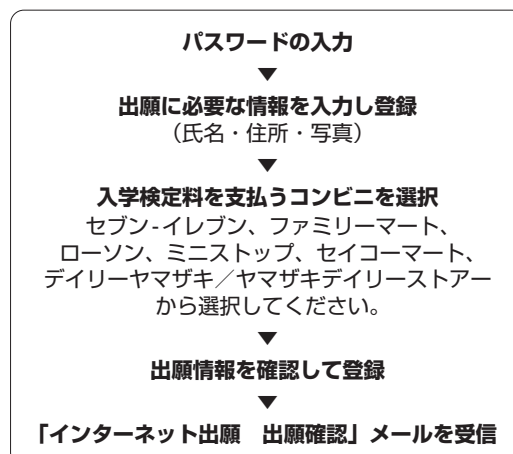 パスワードの入力
▼
出願に必要な情報を入力し登録
（氏名・住所・写真）
▼
入学検定料を支払うコンビニを選択
セブン-イレブン、ファミリーマート、
ローソン、ミニストップ、セイコーマート、
デイリーヤマザキ／ヤマザキデイリーストアー
から選択してください。
▼
出願情報を確認して登録
▼
「インターネット出願　出願確認」メールを受信